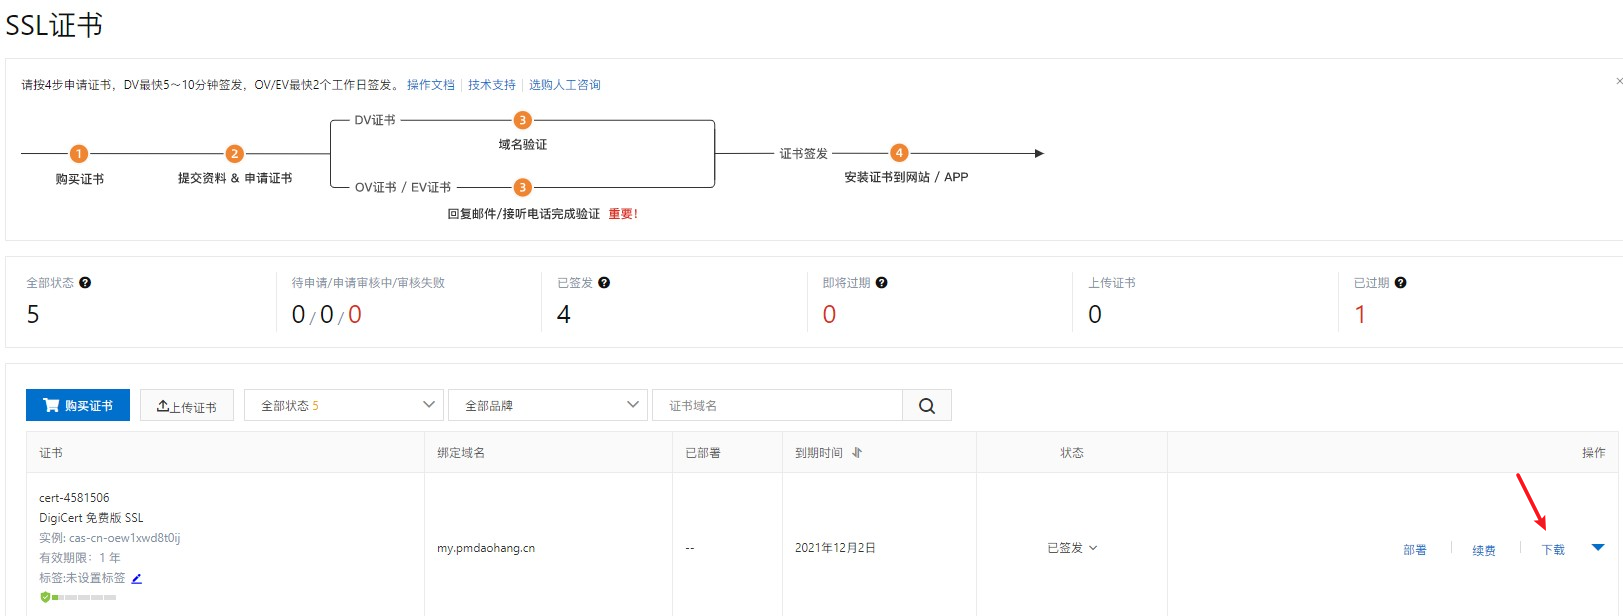 SSL证书
请按4步申请证书，DV最快5～10分钟签发，OV/EV最快2个工作日签发。 操作文档 技术支持 选购人工咨询
DV证书 3
域名验证
1 2 证书签发 4
购买证书 提交资料 & 申请证书 安装证书到网站 / APP
OV证书 / EV证书 3
回复邮件/接听电话完成验证 重要！
全部状态 ? 待申请/申请审核中/审核失败 已签发 ? 即将过期 ? 上传证书 已过期 ?
5 0 / 0 / 0 4 0 0 1
购买证书 上传证书 全部状态 5 全部品牌 证书域名
证书 绑定域名 已部署 到期时间 状态 操作
cert-4581506
DigiCert 免费版 SSL
实例: cas-cn-oew1xwd8t0ij
有效期限：1 年
标签:未设置标签
my.pmdaohang.cn -- 2021年12月2日 已签发 部署 续费 下载